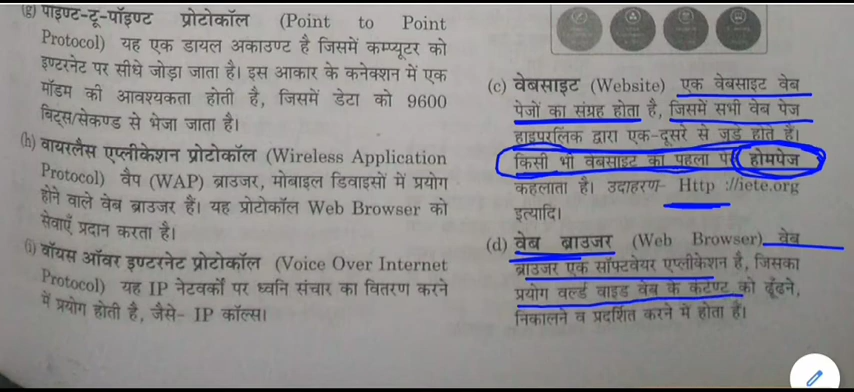 (g) पाइण्ट-टू-पॉइण्ट प्रोटोकॉल (Point to Point
Protocol) यह एक डायल अकाउण्ट है जिसमें कम्प्यूटर को
इण्टरनेट पर सीधे जोड़ा जाता है। इस आकार के कनेक्शन में एक
मॉडम की आवश्यकता होती है, जिसमें डेटा को 9600
बिट्स/सेकण्ड से भेजा जाता है।
(h) वायरलैस एप्लीकेशन प्रोटोकॉल (Wireless Application
Protocol) वैप (WAP) ब्राउजर, मोबाइल डिवाइसों में प्रयोग
होने वाले वेब ब्राउजर हैं। यह प्रोटोकॉल Web Browser को
सेवाएँ प्रदान करता है।
(i) वॉयस ऑवर इण्टरनेट प्रोटोकॉल (Voice Over Internet
Protocol) यह IP नेटवर्कों पर ध्वनि संचार का वितरण करने
में प्रयोग होती है, जैसे- IP कॉल्स।
(c) वेबसाइट (Website) एक वेबसाइट वेब
पेजों का संग्रह होता है, जिसमें सभी वेब पेज
हाइपरलिंक द्वारा एक-दूसरे से जुड़े होते हैं।
किसी भी वेबसाइट का पहला होमपेज
कहलाता है। उदाहरण- Http ://iete.org
इत्यादि।
(d) वेब ब्राउजर (Web Browser) वेब
ब्राउजर एक सॉफ्टवेयर एप्लीकेशन है, जिसका
प्रयोग वर्ल्ड वाइड वेब के कंटेण्ट को ढूँढने,
निकालने व प्रदर्शित करने में होता है।